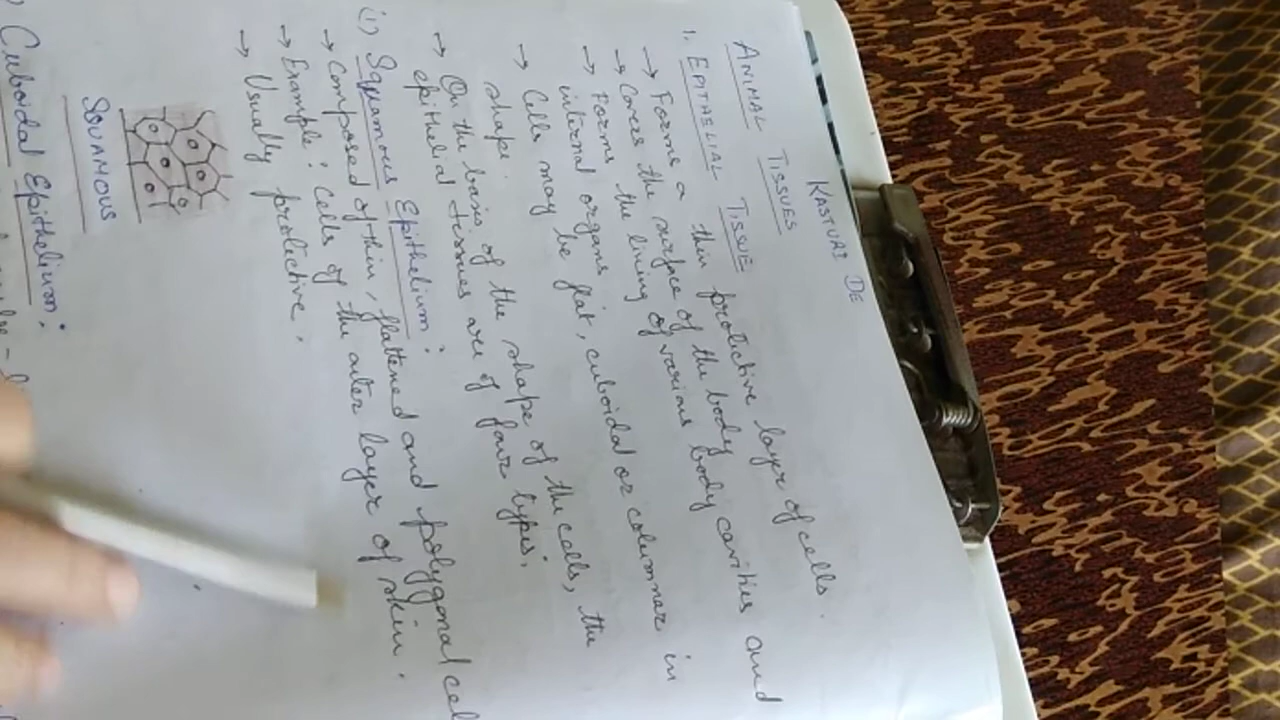 KASTURI DE
ANIMAL TISSUES
1. EPITHELIAL TISSUE
→ Forms a thin protective layer of cells.
→ Covers the surface of the body
→ Forms the lining of various body cavities and
internal organs
→ Cells may be flat, cuboidal or columnar in
shape.
→ On the basis of the shape of the cells, the
epithelial tissues are of four types:
(i) Squamous Epithelium:
→ Composed of thin, flattened and polygonal cel
→ Example: Cells of the outer layer of skin.
→ Usually protective.
SQUAMOUS
) Cuboidal Epithelium: